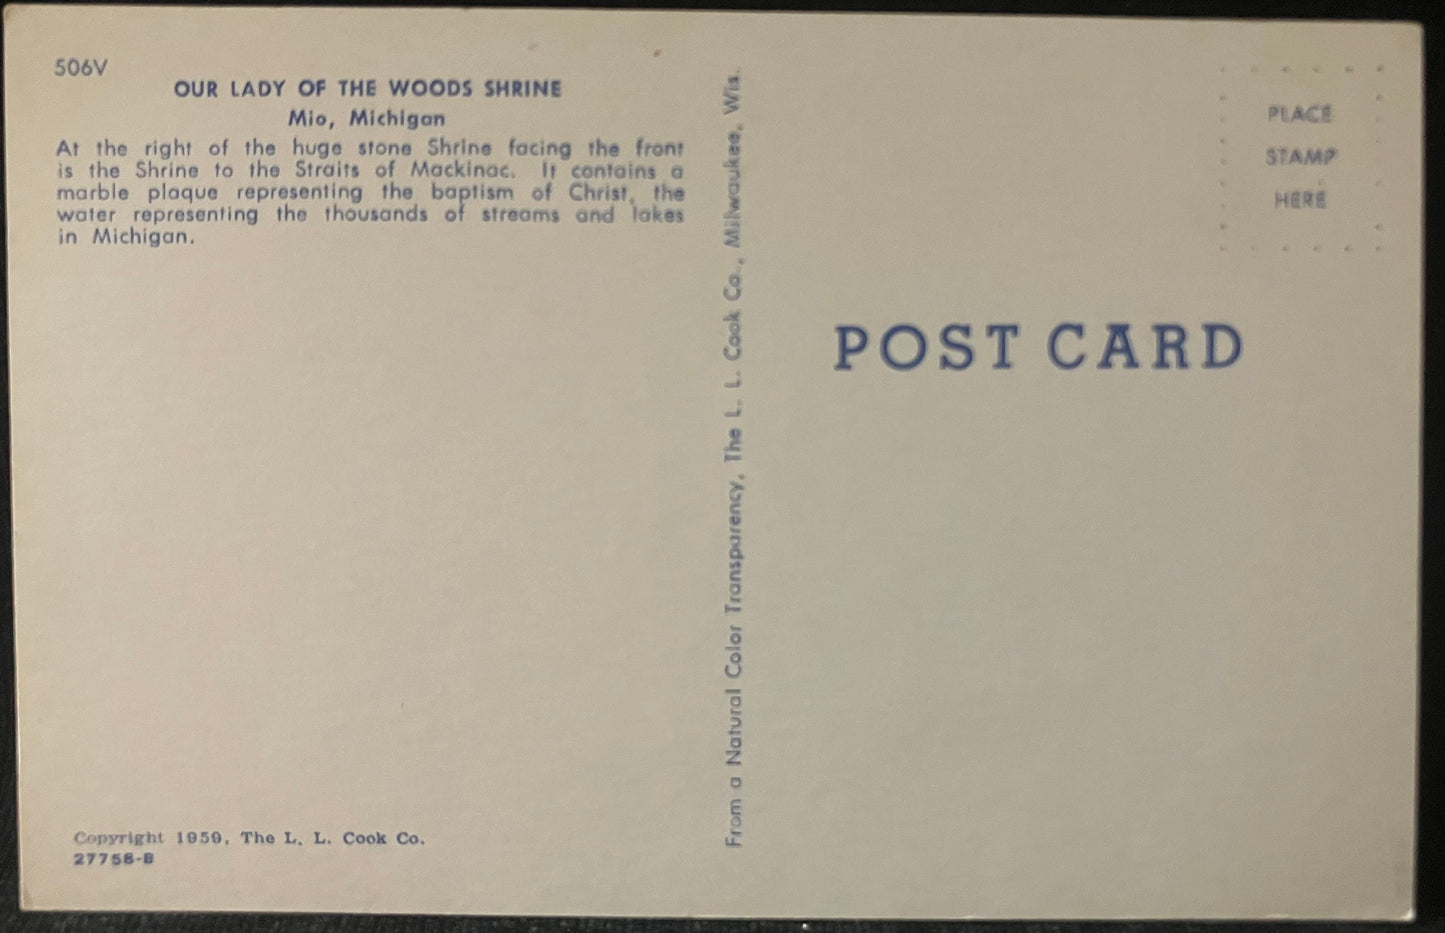 506V
OUR LADY OF THE WOODS SHRINE
Mio, Michigan
At the right of the huge stone Shrine facing the front
is the Shrine to the Straits of Mackinac. It contains a
marble plaque representing the baptism of Christ, the
water representing the thousands of streams and lakes
in Michigan.
Copyright 1959, The L. L. Cook Co.
27758-B
From a Natural Color Transparency, The L. L. Cook Co., Milwaukee, Wis.
PLACE
STAMP
HERE
POST CARD